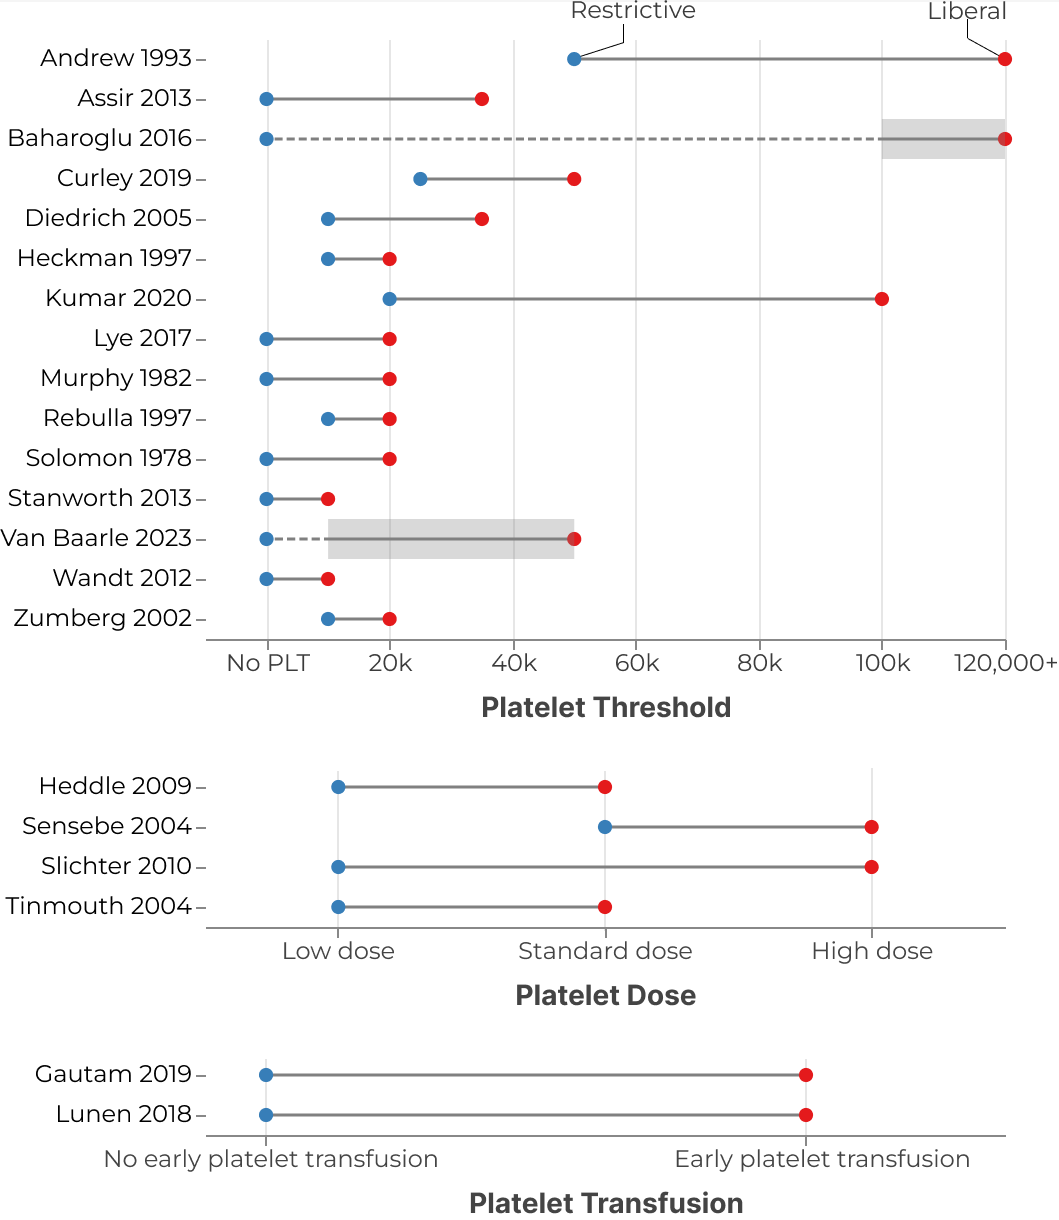 Restrictive Liberal
Andrew 1993
Assir 2013
Baharoglu 2016
Curley 2019
Diedrich 2005
Heckman 1997
Kumar 2020
Lye 2017
Murphy 1982
Rebulla 1997
Solomon 1978
Stanworth 2013
Van Baarle 2023
Wandt 2012
Zumberg 2002
No PLT 20k 40k 60k 80k 100k 120,000+
Platelet Threshold
Heddle 2009
Sensebe 2004
Slichter 2010
Tinmouth 2004
Low dose Standard dose High dose
Platelet Dose
Gautam 2019
Lunen 2018
No early platelet transfusion Early platelet transfusion
Platelet Transfusion